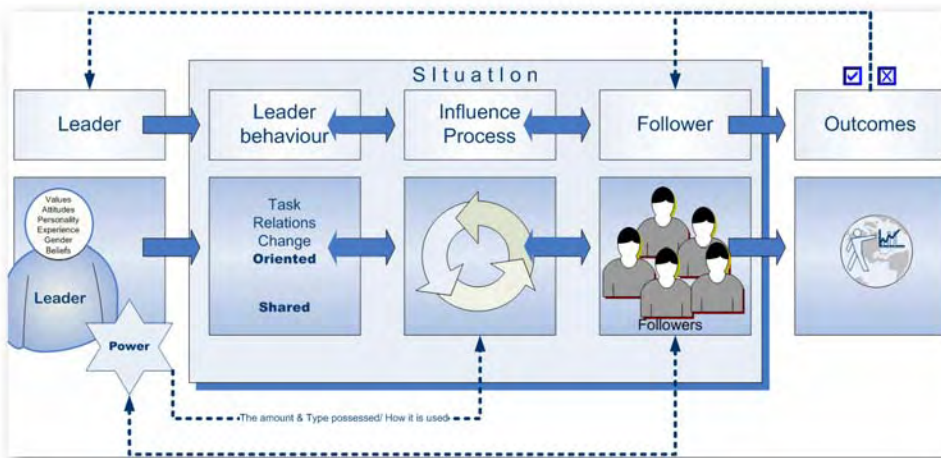 SItuatIon
Leader
Leader
behaviour
Influence
Process
Follower
Outcomes
Values
Attitudes
Personality
Experience
Gender
Beliefs
Leader
Power
Task
Relations
Change
Oriented
Shared
Followers
The amount & Type possessed/ How it is used